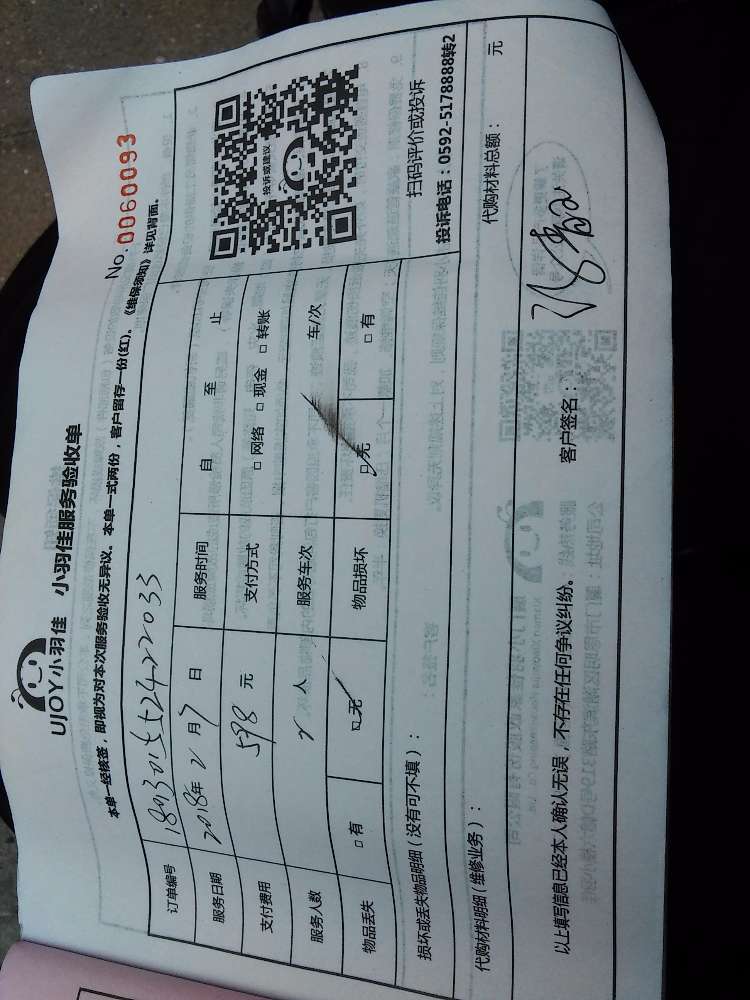 UJOY小羽佳 小羽佳服务验收单
No.0060093
本单一经核签，即视为对本次服务验收无异议。本单一式两份，客户留存一份(红)。《维保须知》详见背面。
订单编号
服务日期 2018年2月7日 服务时间 自 至 止
支付费用 598元 支付方式 □网络 □现金 □转账
服务人数 2人 服务车次 车/次
物品丢失 □有 □无 物品损坏 □无 □有
投诉或建议
扫码评价或投诉
投诉电话：0592-5178888转2
损坏或丢失物品明细（没有可不填）：
代购材料明细（维修业务）： 代购材料总额： 元
以上填写信息已经本人确认无误，不存在任何争议纠纷。 客户签名：